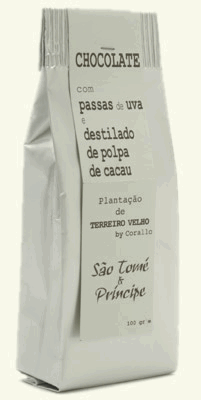 CHOCOLATE
com
passas de uva
e
destilado
de polpa
de cacau
Plantação
de
TERREIRO VELHO
by Corallo
São Tomé
&
Príncipe
100 gr